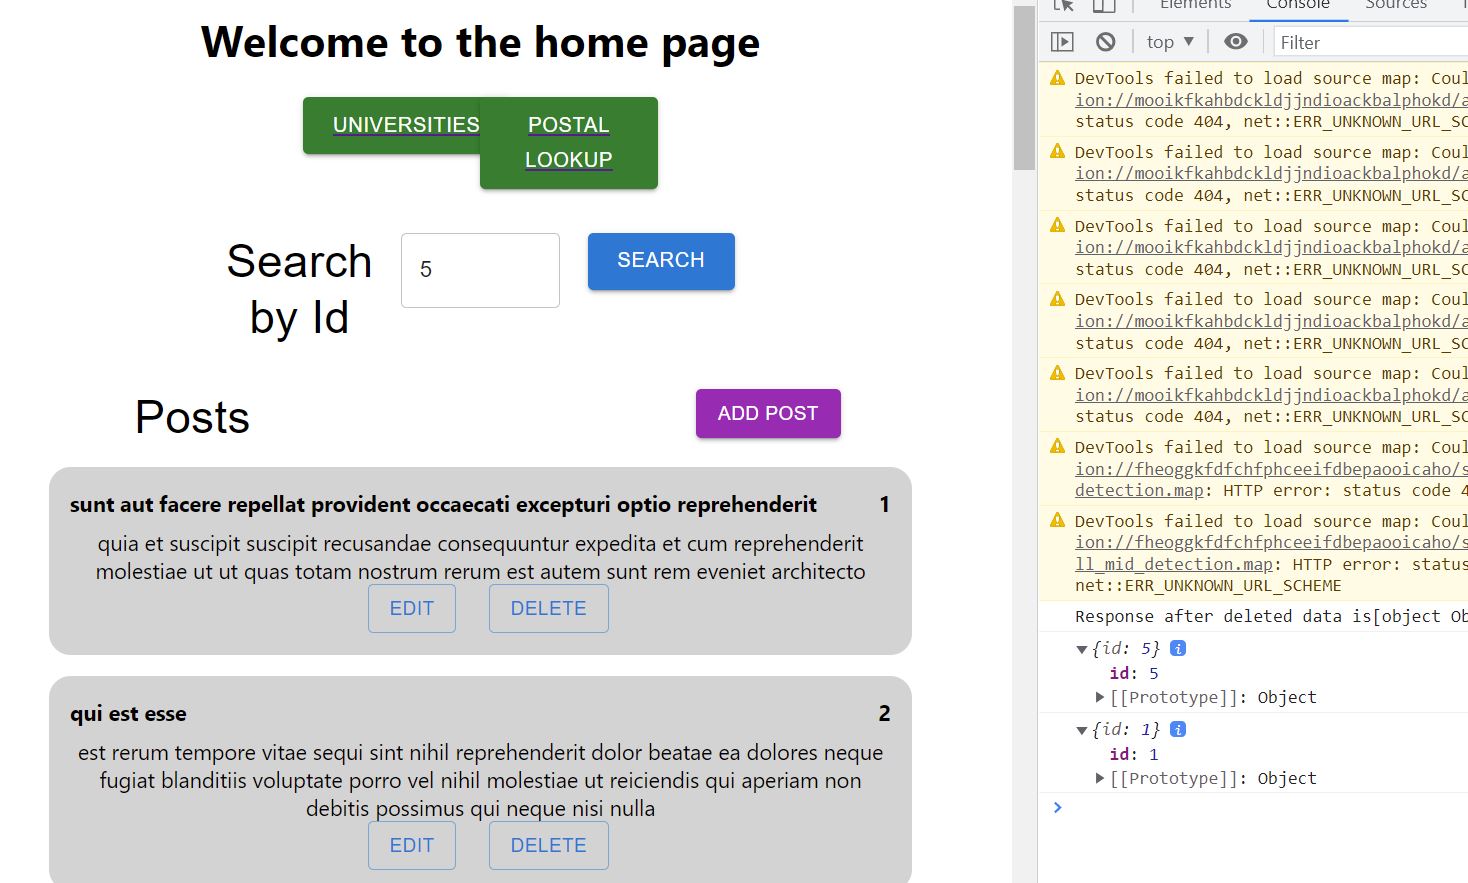 Welcome to the home page
UNIVERSITIES
POSTAL
LOOKUP
Search
by Id
5
SEARCH
Posts
ADD POST
sunt aut facere repellat provident occaecati excepturi optio reprehenderit 1
quia et suscipit suscipit recusandae consequuntur expedita et cum reprehenderit
molestiae ut ut quas totam nostrum rerum est autem sunt rem eveniet architecto
EDIT DELETE
qui est esse 2
est rerum tempore vitae sequi sint nihil reprehenderit dolor beatae ea dolores neque
fugiat blanditiis voluptate porro vel nihil molestiae ut reiciendis qui aperiam non
debitis possimus qui neque nisi nulla
EDIT DELETE
Elements Console Sources
top Filter
DevTools failed to load source map: Coul
ion://mooikfkahbdckldjjndioackbalphokd/a
status code 404, net::ERR_UNKNOWN_URL_SC
DevTools failed to load source map: Coul
ion://mooikfkahbdckldjjndioackbalphokd/a
status code 404, net::ERR_UNKNOWN_URL_SC
DevTools failed to load source map: Coul
ion://mooikfkahbdckldjjndioackbalphokd/a
status code 404, net::ERR_UNKNOWN_URL_SC
DevTools failed to load source map: Coul
ion://mooikfkahbdckldjjndioackbalphokd/a
status code 404, net::ERR_UNKNOWN_URL_SC
DevTools failed to load source map: Coul
ion://mooikfkahbdckldjjndioackbalphokd/a
status code 404, net::ERR_UNKNOWN_URL_SC
DevTools failed to load source map: Coul
ion://fheoggkfdfchfphceeifdbepaooicaho/s
detection.map: HTTP error: status code 4
DevTools failed to load source map: Coul
ion://fheoggkfdfchfphceeifdbepaooicaho/s
ll_mid_detection.map: HTTP error: status
net::ERR_UNKNOWN_URL_SCHEME
Response after deleted data is[object Ob
{id: 5}
id: 5
[[Prototype]]: Object
{id: 1}
id: 1
[[Prototype]]: Object